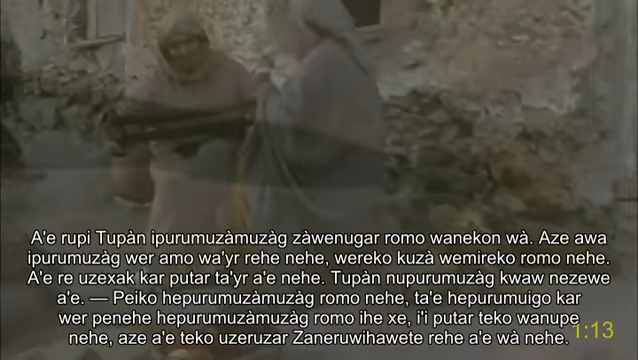 A'e rupi Tupàn ipurumuzàmuzàg zàwenugar romo wanekon wà. Aze awa
ipurumuzàg wer amo wa'yr rehe nehe, wereko kuzà wemireko romo nehe.
A'e re uzexak kar putar ta'yr a'e nehe. Tupàn nupurumuzàg kwaw nezewe
a'e. — Peiko hepurumuzàmuzàg romo nehe, ta'e hepurumuigo kar
wer penehe hepurumuzàmuzàg romo ihe xe, i'i putar teko wanupe
nehe, aze a'e teko uzeruzar Zaneruwihawete rehe a'e wà nehe.
1:13